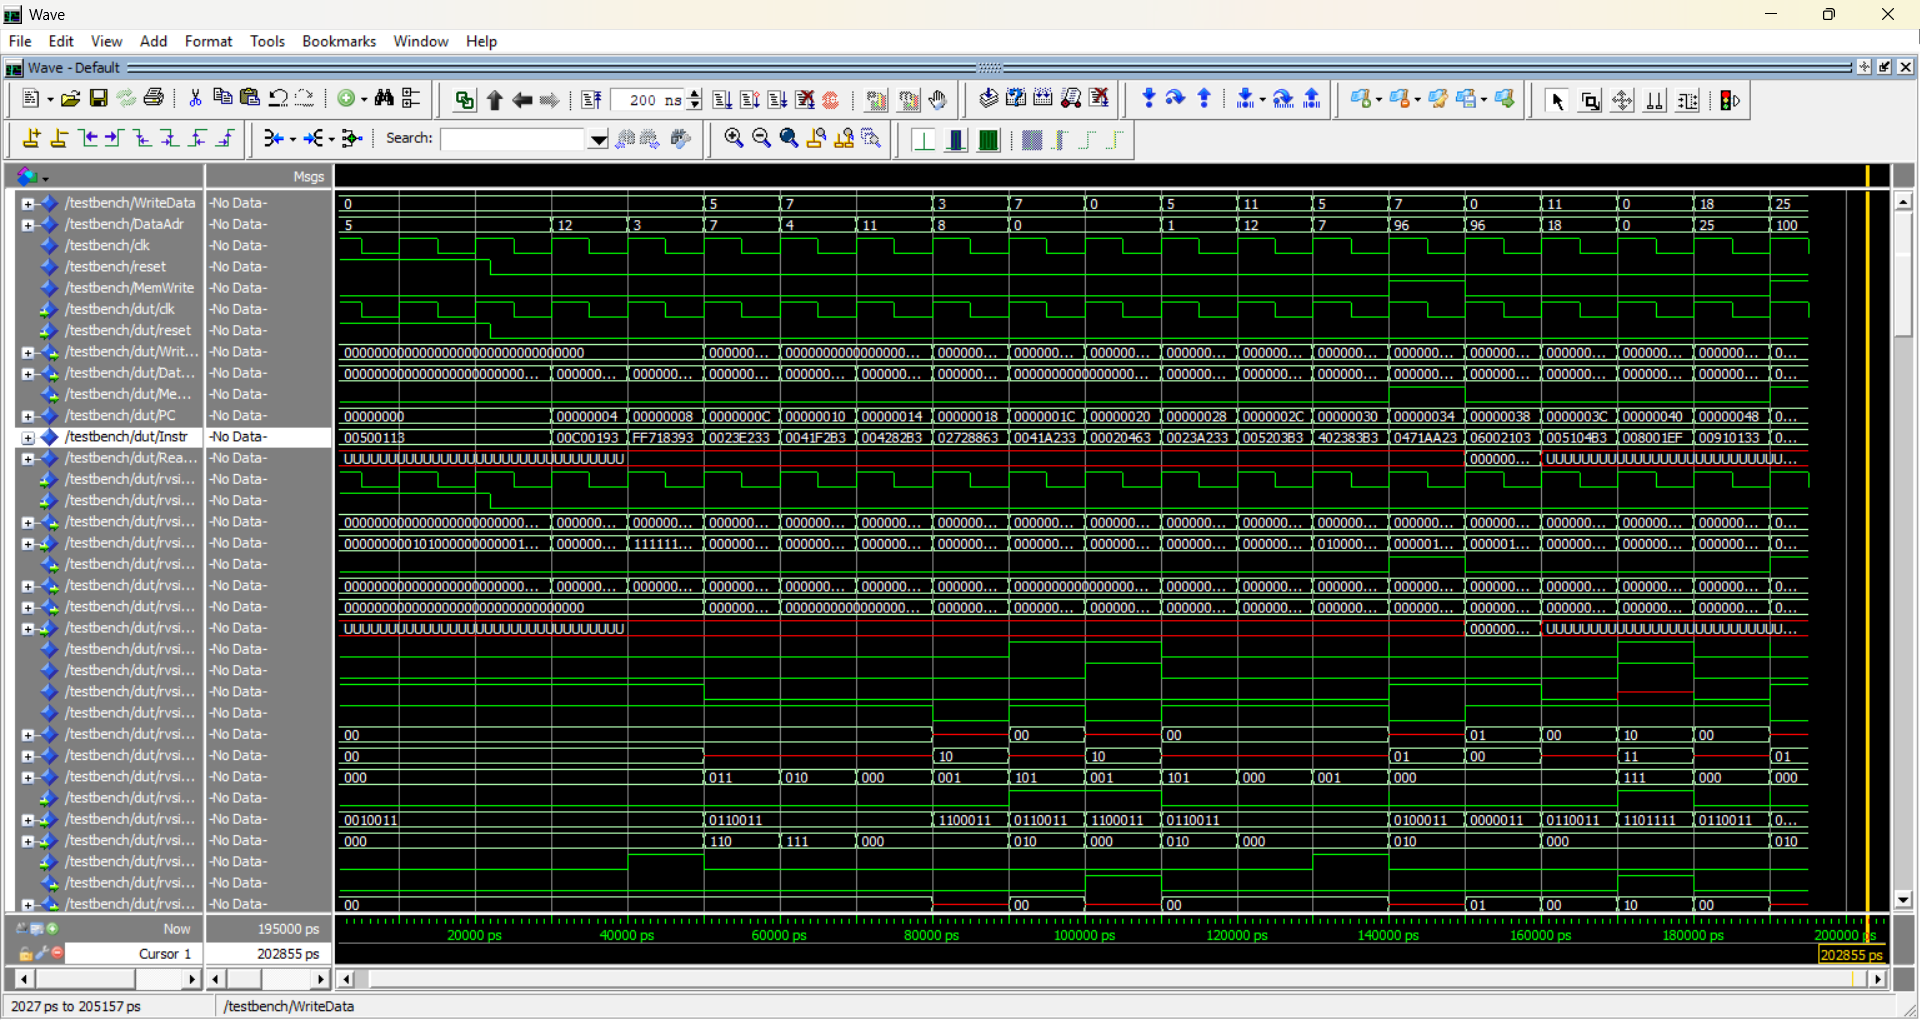 Wave
File Edit View Add Format Tools Bookmarks Window Help
Wave - Default
200 ns
Search:
Msgs
/testbench/WriteData -No Data- 0 5 7 3 7 0 5 11 5 7 0 11 0 18 25
/testbench/DataAdr -No Data- 5 12 3 7 4 11 8 0 1 12 7 96 96 18 0 25 100
/testbench/clk -No Data-
/testbench/reset -No Data-
/testbench/MemWrite -No Data-
/testbench/dut/clk -No Data-
/testbench/dut/reset -No Data-
/testbench/dut/Writ... -No Data- 00000000000000000000000000000000 000000... 0000000000000000... 000000... 000000... 000000... 000000... 000000... 000000... 000000... 000000... 000000... 000000... 000000... 0...
/testbench/dut/Dat... -No Data- 000000000000000000000000... 000000... 000000... 000000... 000000... 000000... 000000... 0000000000000000... 000000... 000000... 000000... 000000... 000000... 000000... 000000... 000000... 0...
/testbench/dut/Me... -No Data-
/testbench/dut/PC -No Data- 00000000 00000004 00000008 0000000C 00000010 00000014 00000018 0000001C 00000020 00000028 0000002C 00000030 00000034 00000038 0000003C 00000040 00000048 0...
/testbench/dut/Instr -No Data- 00500113 00C00193 FF718393 0023E233 0041F2B3 004282B3 02728863 0041A233 00020463 0023A233 005203B3 402383B3 0471AA23 06002103 005104B3 008001EF 00910133 0...
/testbench/dut/Rea... -No Data- UUUUUUUUUUUUUUUUUUUUUUUUUUUUUUUU 000000... UUUUUUUUUUUUUUUUUUUUUUUUUUU...
/testbench/dut/rvsi... -No Data-
/testbench/dut/rvsi... -No Data-
/testbench/dut/rvsi... -No Data- 000000000000000000000000... 000000... 000000... 000000... 000000... 000000... 000000... 000000... 000000... 000000... 000000... 000000... 000000... 000000... 000000... 000000... 000000... 0...
/testbench/dut/rvsi... -No Data- 000000000101000000000001... 000000... 111111... 000000... 000000... 000000... 000000... 000000... 000000... 000000... 000000... 010000... 000001... 000001... 000000... 000000... 000000... 0...
/testbench/dut/rvsi... -No Data-
/testbench/dut/rvsi... -No Data- 000000000000000000000000... 000000... 000000... 000000... 000000... 000000... 000000... 0000000000000000... 000000... 000000... 000000... 000000... 000000... 000000... 000000... 000000... 0...
/testbench/dut/rvsi... -No Data- 00000000000000000000000000000000 000000... 0000000000000000... 000000... 000000... 000000... 000000... 000000... 000000... 000000... 000000... 000000... 000000... 000000... 0...
/testbench/dut/rvsi... -No Data- UUUUUUUUUUUUUUUUUUUUUUUUUUUUUUUU 000000... UUUUUUUUUUUUUUUUUUUUUUUUUUU...
/testbench/dut/rvsi... -No Data-
/testbench/dut/rvsi... -No Data-
/testbench/dut/rvsi... -No Data-
/testbench/dut/rvsi... -No Data-
/testbench/dut/rvsi... -No Data- 00 00 00 01 00 10 00
/testbench/dut/rvsi... -No Data- 00 10 10 01 00 11 01
/testbench/dut/rvsi... -No Data- 000 011 010 000 001 101 001 101 000 001 000 111 000 000
/testbench/dut/rvsi... -No Data-
/testbench/dut/rvsi... -No Data- 0010011 0110011 1100011 0110011 1100011 0110011 0100011 0000011 0110011 1101111 0110011 0...
/testbench/dut/rvsi... -No Data- 000 110 111 000 010 000 010 000 010 000 010
/testbench/dut/rvsi... -No Data-
/testbench/dut/rvsi... -No Data-
/testbench/dut/rvsi... -No Data- 00 00 00 01 00 10 00
Now 195000 ps 20000 ps 40000 ps 60000 ps 80000 ps 100000 ps 120000 ps 140000 ps 160000 ps 180000 ps 200000 ps
Cursor 1 202855 ps 202855 ps
2027 ps to 205157 ps /testbench/WriteData